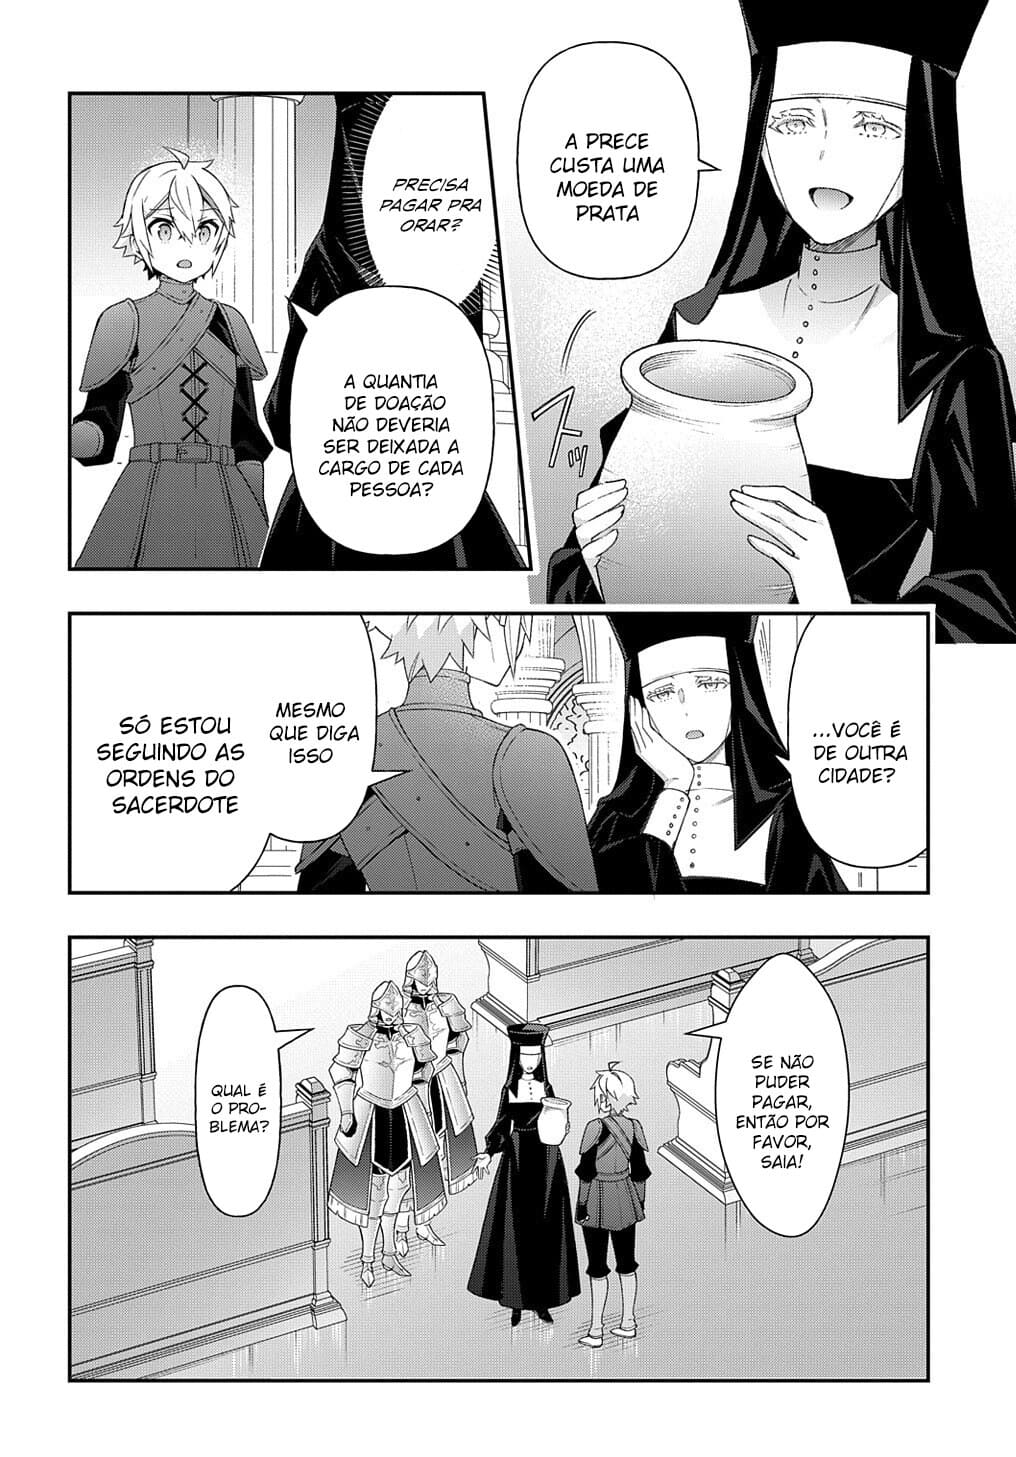 A PRECE
CUSTA UMA
MOEDA DE
PRATA
PRECISA
PAGAR PRA
ORAR?
A QUANTIA
DE DOAÇÃO
NÃO DEVERIA
SER DEIXADA A
CARGO DE CADA
PESSOA?
...VOCÊ É
DE OUTRA
CIDADE?
MESMO
QUE DIGA
ISSO
SÓ ESTOU
SEGUINDO AS
ORDENS DO
SACERDOTE
SE NÃO
PUDER
PAGAR,
ENTÃO POR
FAVOR,
SAIA!
QUAL É
O PRO-
BLEMA?